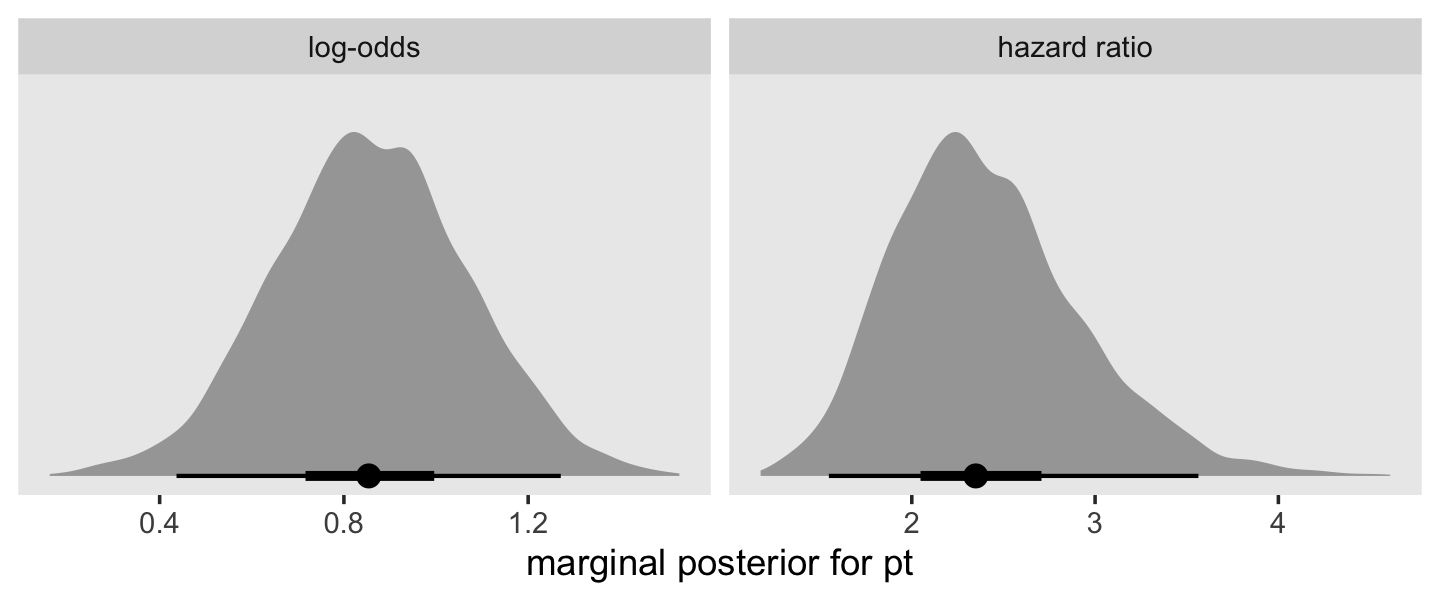 log-odds
hazard ratio
0.4 0.8 1.2
2 3 4
marginal posterior for pt